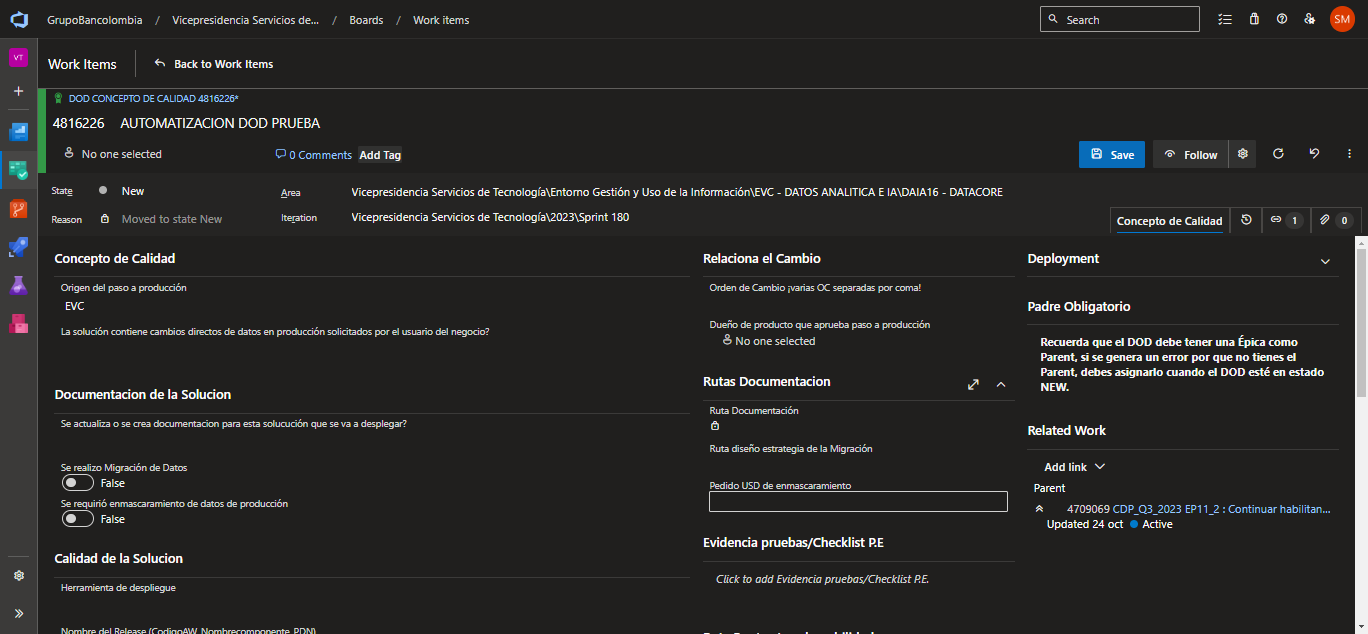 GrupoBancolombia / Vicepresidencia Servicios de... / Boards / Work items
Search
SM
VT
Work Items
Back to Work Items
DOD CONCEPTO DE CALIDAD 4816226*
4816226 AUTOMATIZACION DOD PRUEBA
No one selected
0 Comments
Add Tag
Save
Follow
State
New
Area
Vicepresidencia Servicios de Tecnología\Entorno Gestión y Uso de la Información\EVC - DATOS ANALITICA E IA\DAIA16 - DATACORE
Reason
Moved to state New
Iteration
Vicepresidencia Servicios de Tecnología\2023\Sprint 180
Concepto de Calidad
1
0
Concepto de Calidad
Origen del paso a producción
EVC
La solución contiene cambios directos de datos en producción solicitados por el usuario del negocio?
Documentacion de la Solucion
Se actualiza o se crea documentacion para esta solucución que se va a desplegar?
Se realizo Migración de Datos
False
Se requirió enmascaramiento de datos de producción
False
Calidad de la Solucion
Herramienta de despliegue
Nombre del Release (CodigoAW_Nombrecomponente_PDN)
Relaciona el Cambio
Orden de Cambio ¡varias OC separadas por coma!
Dueño de producto que aprueba paso a producción
No one selected
Rutas Documentacion
Ruta Documentación
Ruta diseño estrategia de la Migración
Pedido USD de enmascaramiento
Evidencia pruebas/Checklist P.E
Click to add Evidencia pruebas/Checklist P.E.
Deployment
Padre Obligatorio
Recuerda que el DOD debe tener una Épica como
Parent, si se genera un error por que no tienes el
Parent, debes asignarlo cuando el DOD esté en estado
NEW.
Related Work
Add link
Parent
4709069 CDP_Q3_2023 EP11_2 : Continuar habilitan...
Updated 24 oct
Active